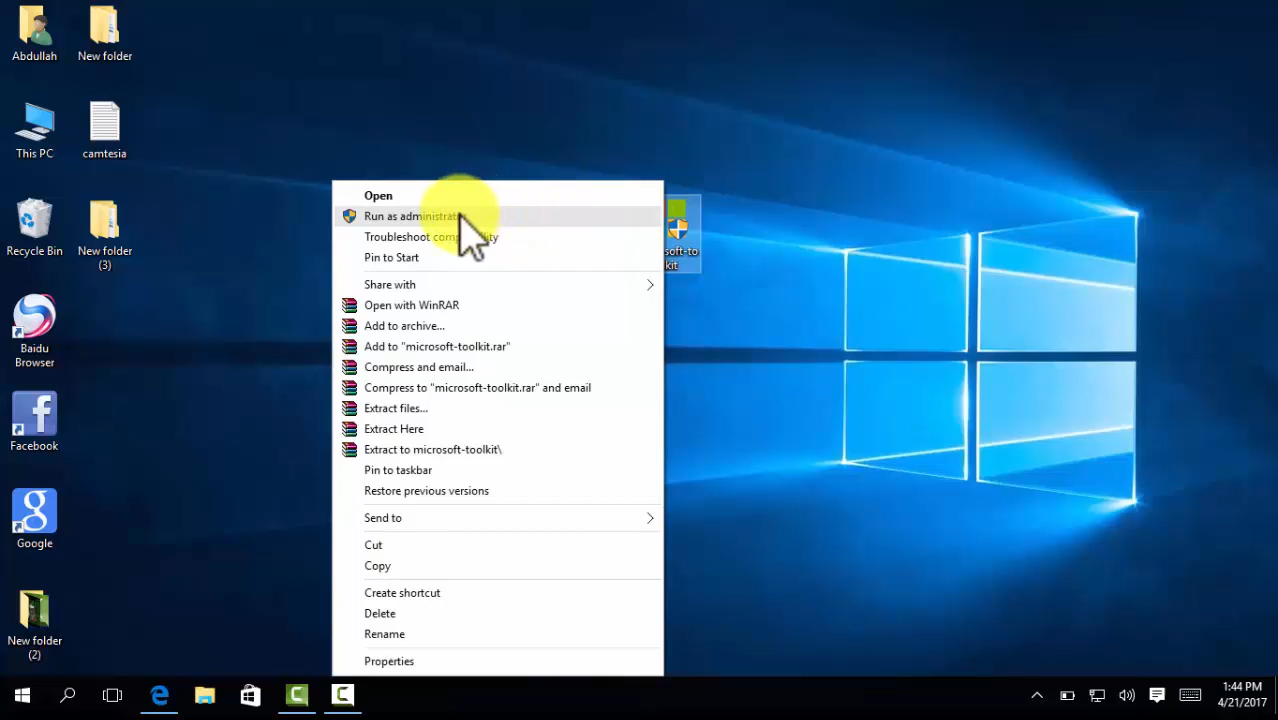 Abdullah
New folder
This PC
camtesia
Recycle Bin
New folder
(3)
Baidu
Browser
Facebook
Google
New folder
(2)
Open
Run as
Troubleshoot
Pin to Start
Share with
Open with WinRAR
Add to archive...
Add to "microsoft-toolkit.rar"
Compress and email...
Compress to "microsoft-toolkit.rar" and email
Extract files...
Extract Here
Extract to microsoft-toolkit\
Pin to taskbar
Restore previous versions
Send to
Cut
Copy
Create shortcut
Delete
Rename
Properties
soft-to
kit
1:44 PM
4/21/2017